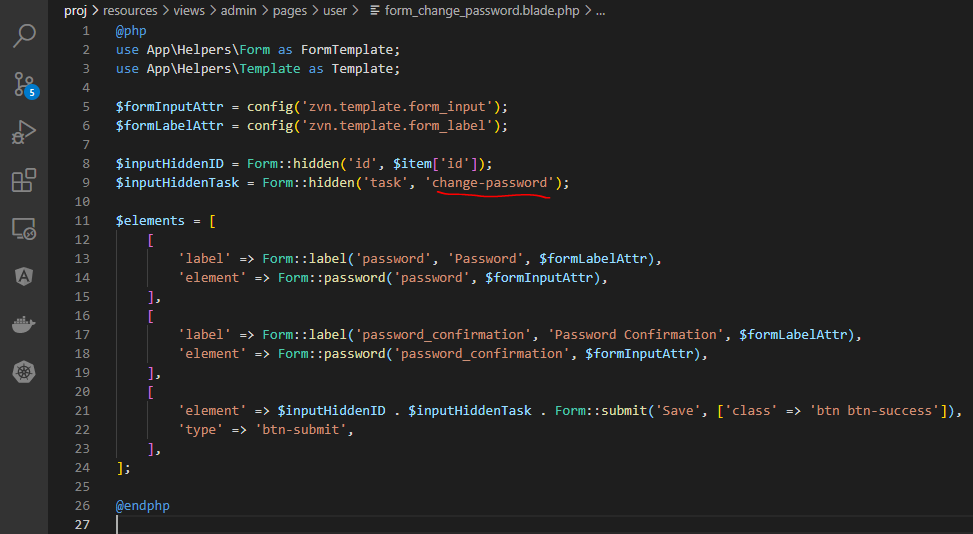 proj > resources > views > admin > pages > user > form_change_password.blade.php > ...
1 @php
2 use App\Helpers\Form as FormTemplate;
3 use App\Helpers\Template as Template;
4
5 $formInputAttr = config('zvn.template.form_input');
6 $formLabelAttr = config('zvn.template.form_label');
7
8 $inputHiddenID = Form::hidden('id', $item['id']);
9 $inputHiddenTask = Form::hidden('task', 'change-password');
10
11 $elements = [
12     [
13         'label' => Form::label('password', 'Password', $formLabelAttr),
14         'element' => Form::password('password', $formInputAttr),
15     ],
16     [
17         'label' => Form::label('password_confirmation', 'Password Confirmation', $formLabelAttr),
18         'element' => Form::password('password_confirmation', $formInputAttr),
19     ],
20     [
21         'element' => $inputHiddenID . $inputHiddenTask . Form::submit('Save', ['class' => 'btn btn-success']),
22         'type' => 'btn-submit',
23     ],
24 ];
25
26 @endphp
27
5